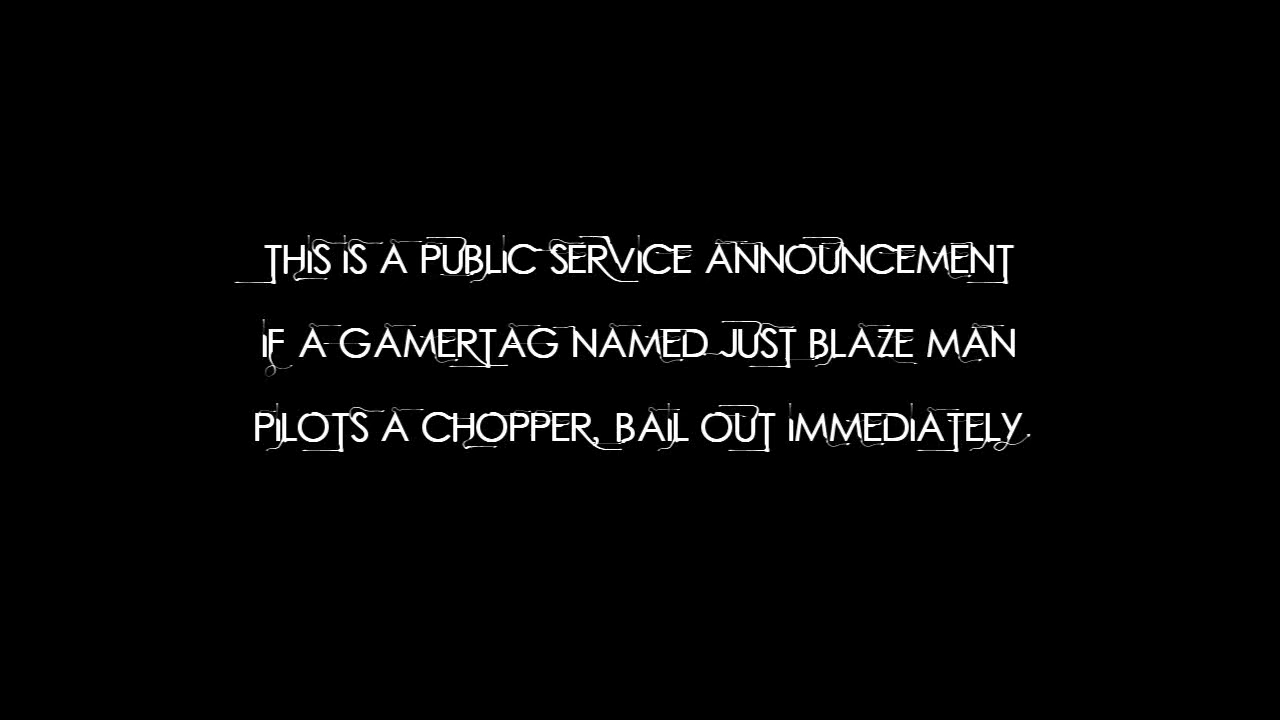 THIS IS A PUBLIC SERVICE ANNOUNCEMENT
IF A GAMERTAG NAMED JUST BLAZE MAN
PILOTS A CHOPPER, BAIL OUT IMMEDIATELY